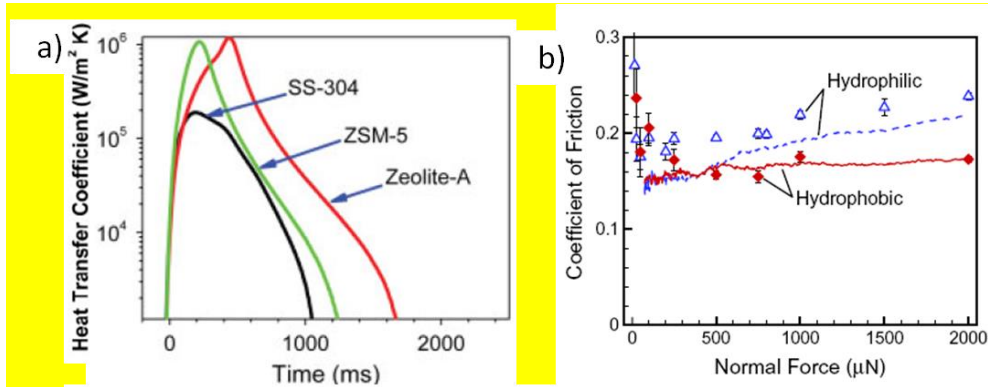 a)
Heat Transfer Coefficient (W/m² K)
10⁶
10⁵
10⁴
SS-304
ZSM-5
Zeolite-A
0
1000
2000
Time (ms)
b)
Coefficient of Friction
0.3
0.2
0.1
0
Hydrophilic
Hydrophobic
0
500
1000
1500
2000
Normal Force (μN)